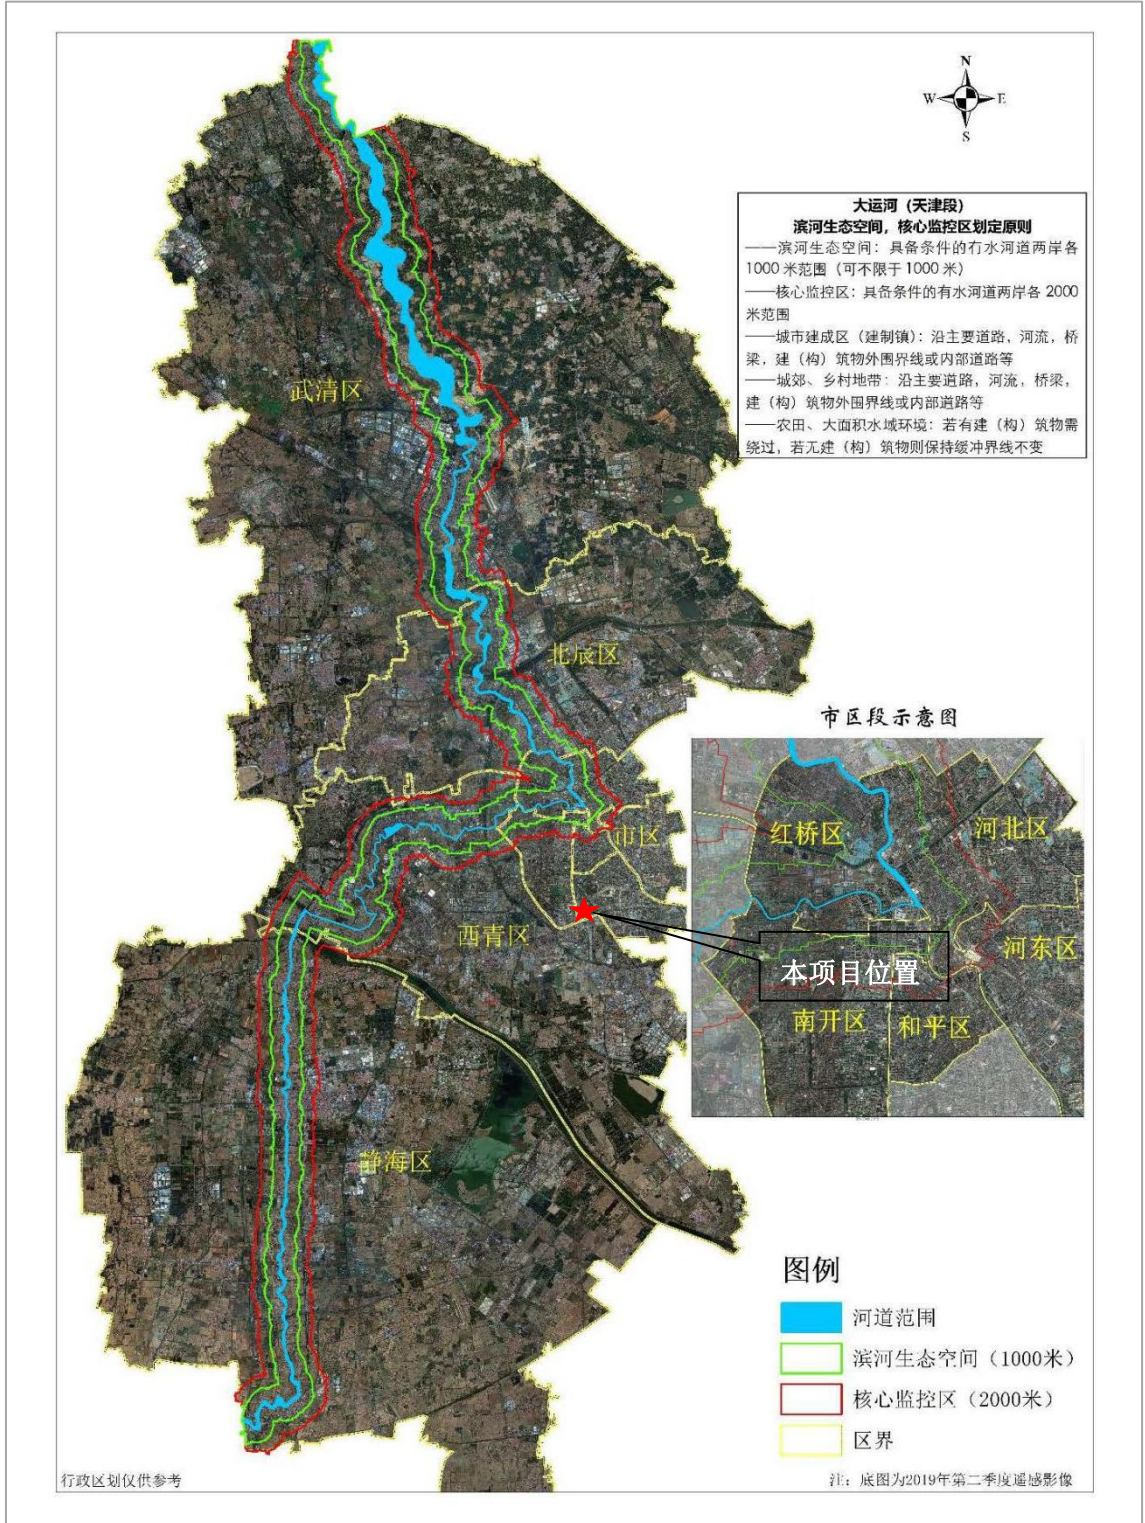 N
W
E
S
大运河（天津段）
滨河生态空间，核心监控区划定原则
——滨河生态空间：具备条件的有水河道两岸各
1000 米范围（可不限于 1000 米）
——核心监控区：具备条件的有水河道两岸各 2000
米范围
——城市建成区（建制镇）：沿主要道路，河流，桥
梁，建（构）筑物外围界线或内部道路等
——城郊、乡村地带：沿主要道路，河流，桥梁，
建（构）筑物外围界线或内部道路等
——农田、大面积水域环境：若有建（构）筑物需
绕过，若无建（构）筑物则保持缓冲界线不变
武清区
北辰区
市区段示意图
红桥区
河北区
市区
西青区
河东区
本项目位置
南开区
和平区
静海区
图例
河道范围
滨河生态空间（1000米）
核心监控区（2000米）
区界
行政区划仅供参考
注：底图为2019年第二季度遥感影像